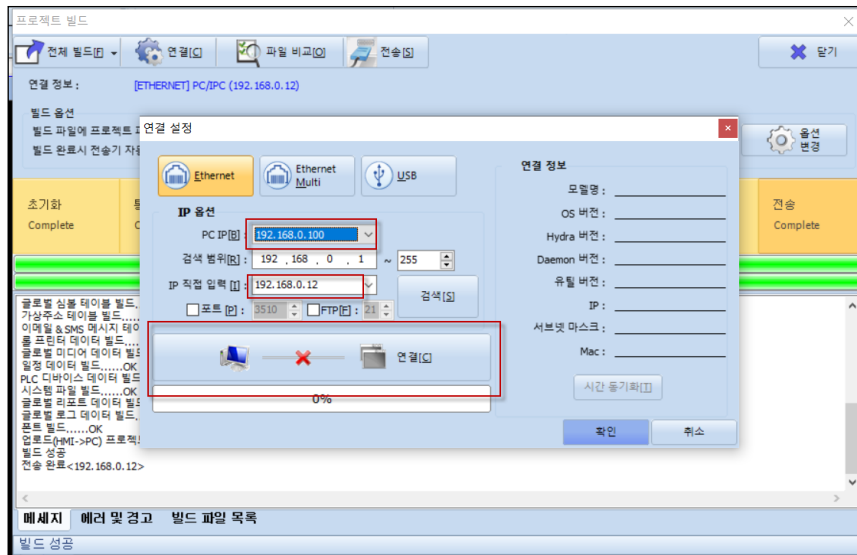 프로젝트 빌드
전체 빌드[F] 연결[C] 파일 비교[O] 전송[S] 닫기
연결 정보 : [ETHERNET] PC/IPC (192.168.0.12)
빌드 옵션
빌드 파일에 프로젝트
빌드 완료시 전송기 자동
옵션 변경
초기화
Complete
전송
Complete
연결 설정
Ethernet
Ethernet Multi
USB
IP 옵션
PC IP[B] : 192.168.0.100
검색 범위[R] : 192 . 168 . 0 . 1 ~ 255
IP 직접 입력 [I] : 192.168.0.12
검색[S]
포트 [P] : 3510 FTP[F] : 21
연결[C]
0%
연결 정보
모델명 :
OS 버전 :
Hydra 버전 :
Daemon 버전 :
유틸 버전 :
IP :
서브넷 마스크 :
Mac :
시간 동기화[T]
확인 취소
글로벌 심볼 테이블 빌드.
가상주소 테이블 빌드.....
이메일 & SMS 메시지 테이
롬 프린터 데이터 빌드....
글로벌 미디어 데이터 빌드
일정 데이터 빌드......OK
PLC 디바이스 데이터 빌드
시스템 파일 빌드......OK
글로벌 리포트 데이터 빌드
글로벌 로그 데이터 빌드.
폰트 빌드......OK
업로드(HMI->PC) 프로젝
빌드 성공
전송 완료<192.168.0.12>
메세지 에러 및 경고 빌드 파일 목록
빌드 성공